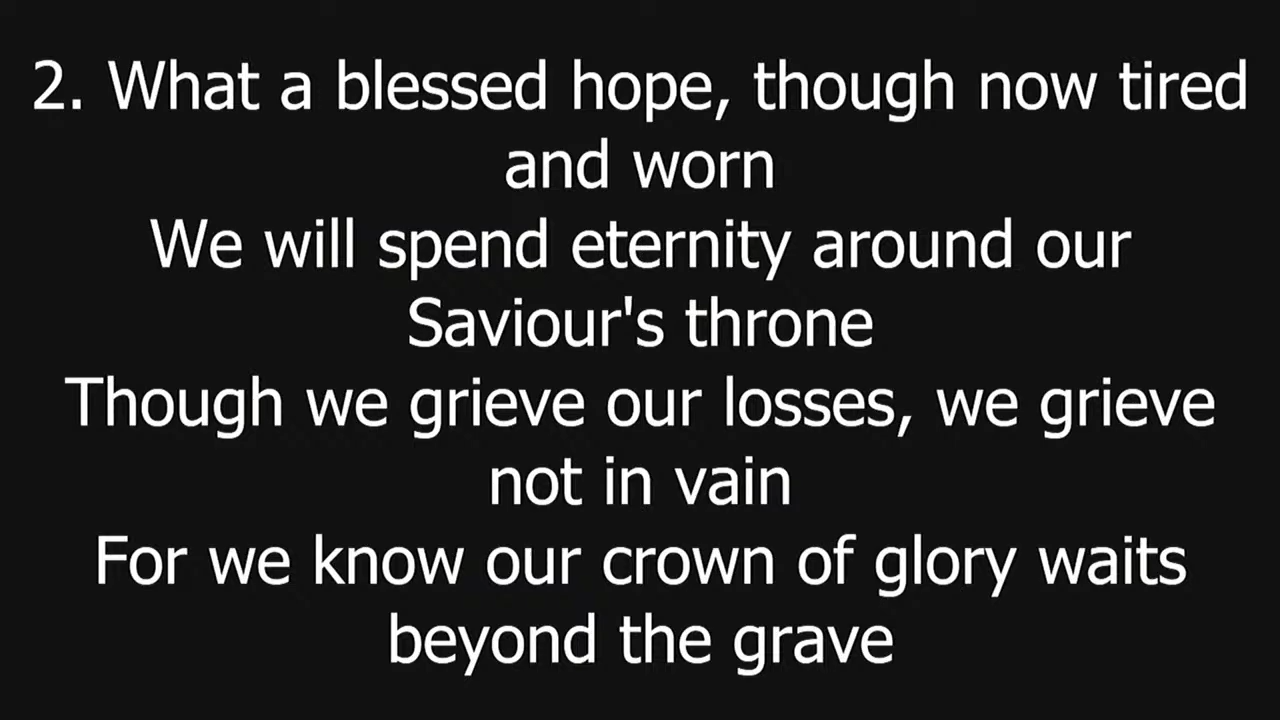 2. What a blessed hope, though now tired
and worn
We will spend eternity around our
Saviour's throne
Though we grieve our losses, we grieve
not in vain
For we know our crown of glory waits
beyond the grave